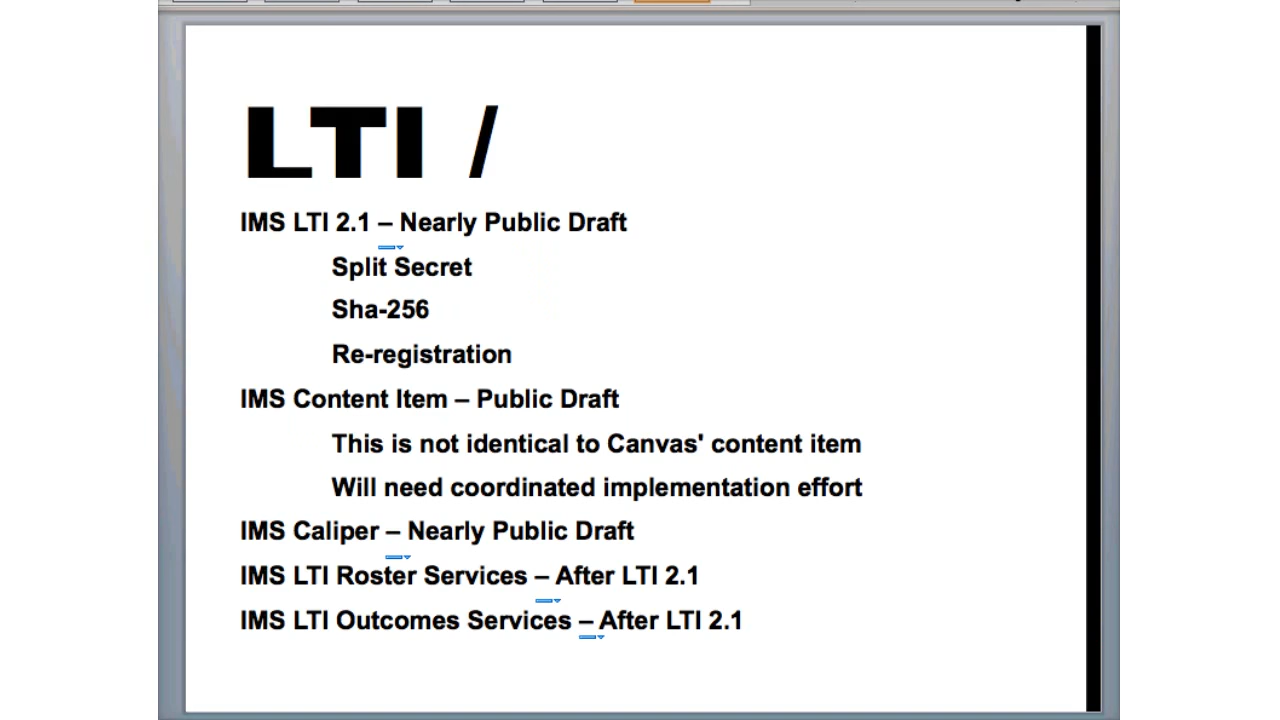 LTI /
IMS LTI 2.1 – Nearly Public Draft
Split Secret
Sha-256
Re-registration
IMS Content Item – Public Draft
This is not identical to Canvas' content item
Will need coordinated implementation effort
IMS Caliper – Nearly Public Draft
IMS LTI Roster Services – After LTI 2.1
IMS LTI Outcomes Services – After LTI 2.1